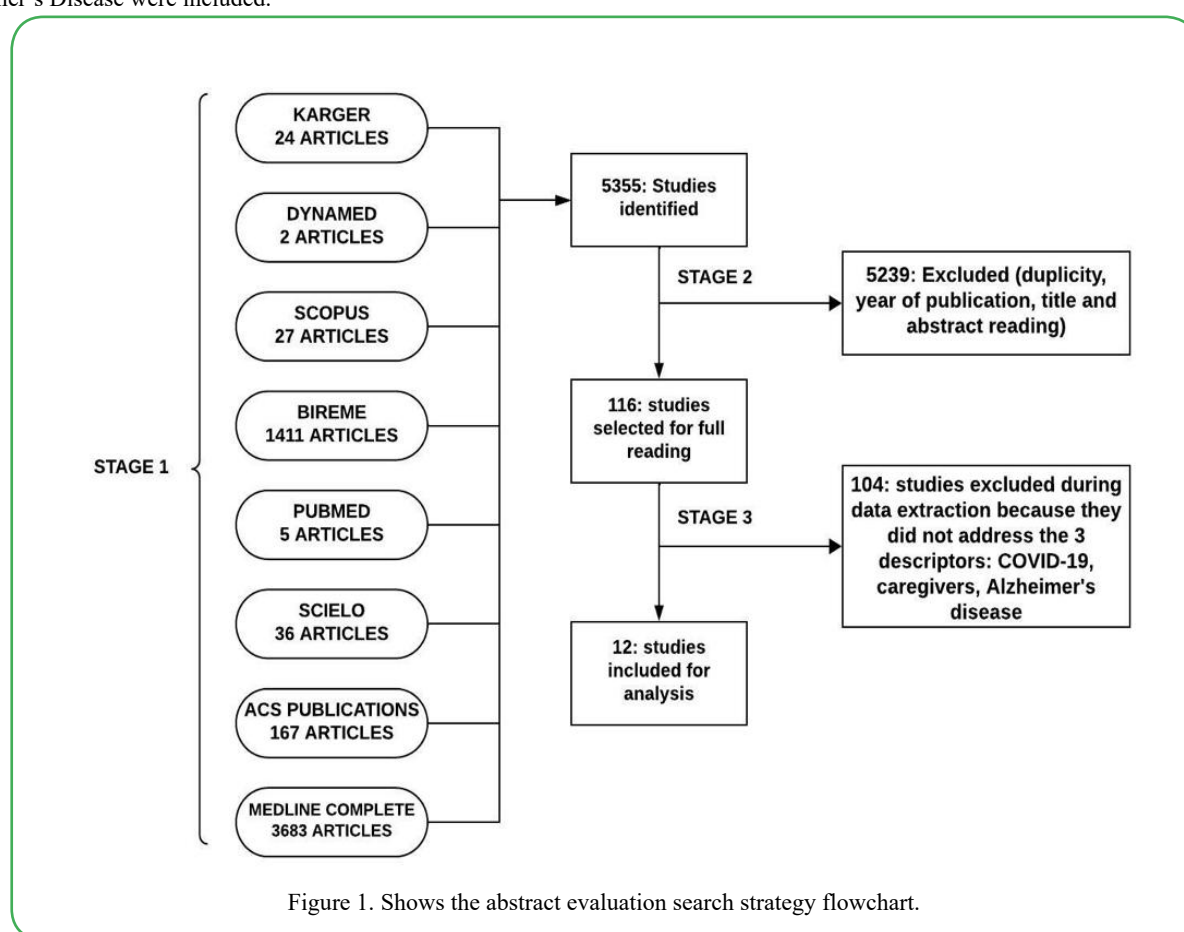 ner's Disease were included.
KARGER
24 ARTICLES
DYNAMED
2 ARTICLES
SCOPUS
27 ARTICLES
BIREME
1411 ARTICLES
STAGE 1
PUBMED
5 ARTICLES
SCIELO
36 ARTICLES
ACS PUBLICATIONS
167 ARTICLES
MEDLINE COMPLETE
3683 ARTICLES
5355: Studies
identified
STAGE 2
5239: Excluded (duplicity,
year of publication, title and
abstract reading)
116: studies
selected for full
reading
STAGE 3
104: studies excluded during
data extraction because they
did not address the 3
descriptors: COVID-19,
caregivers, Alzheimer's
disease
12: studies
included for
analysis
Figure 1. Shows the abstract evaluation search strategy flowchart.